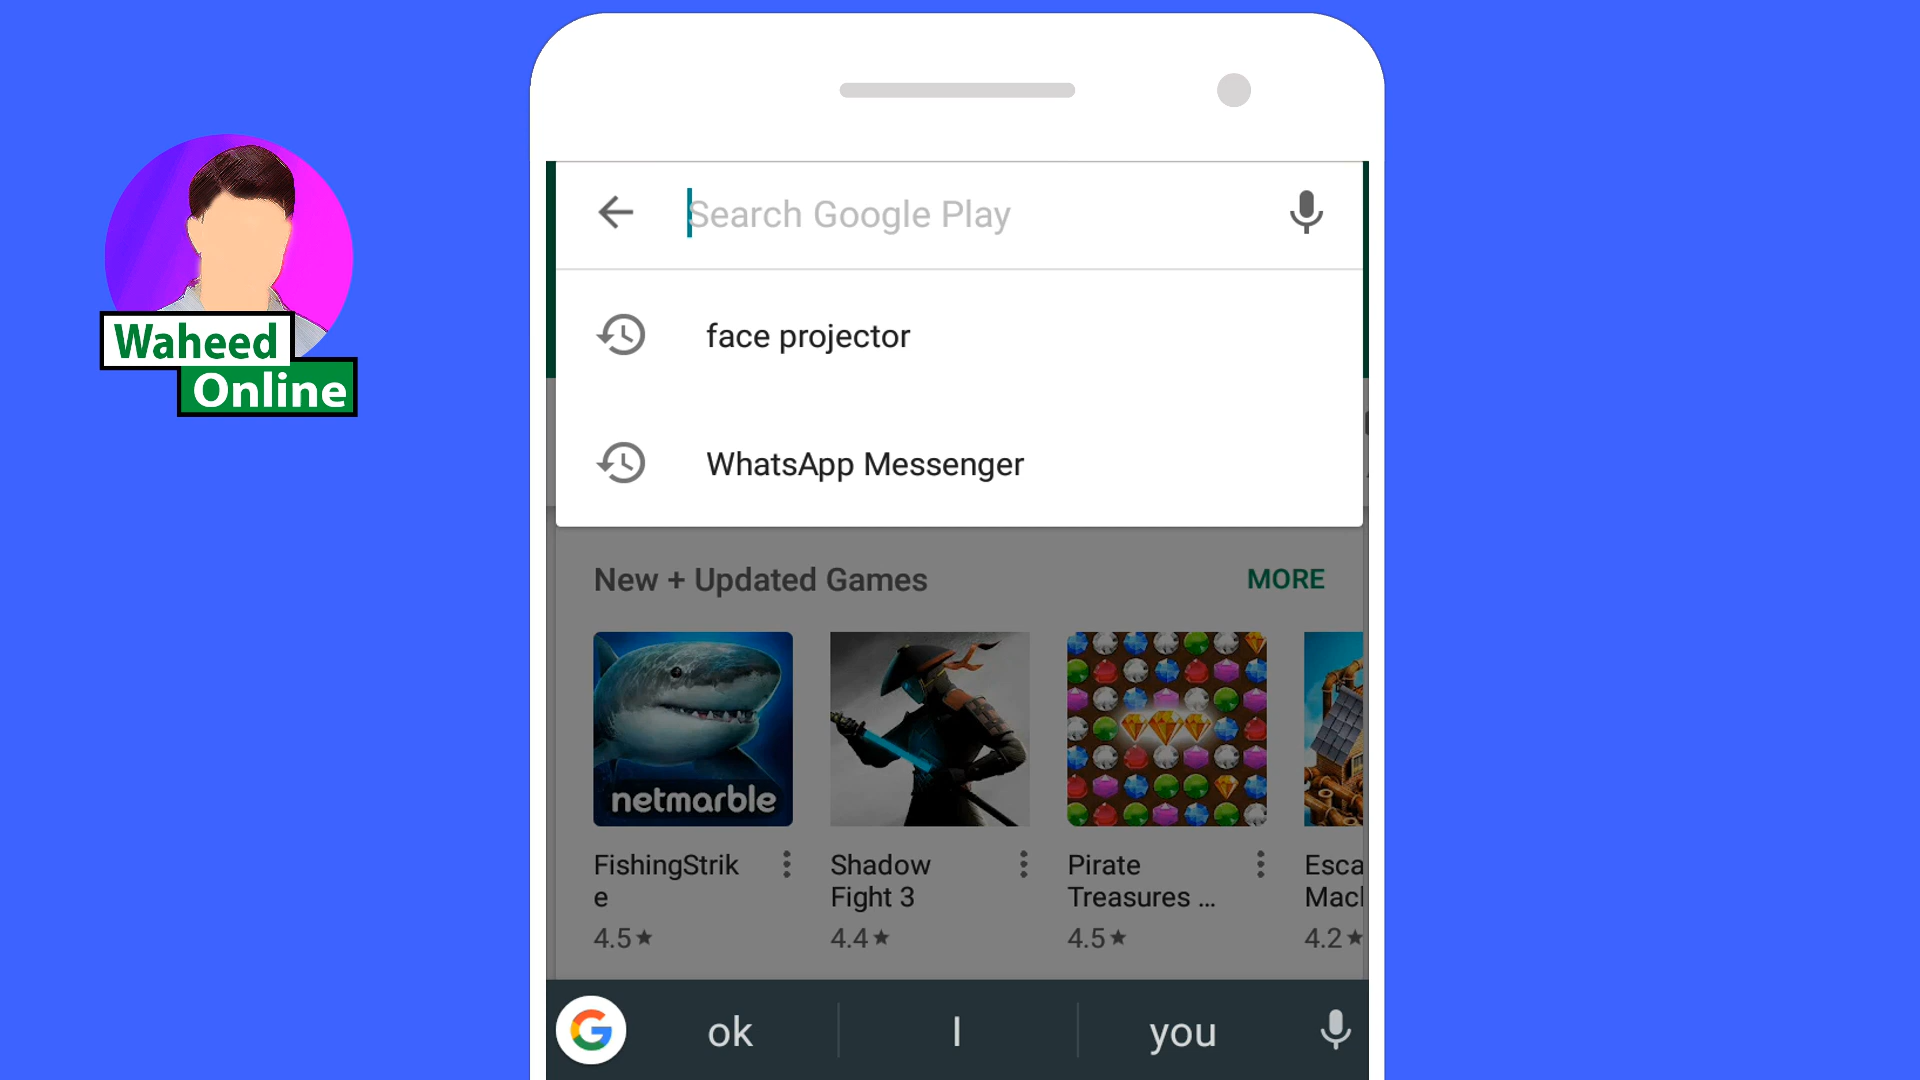 Waheed
Online
Search Google Play
face projector
WhatsApp Messenger
New + Updated Games
MORE
netmarble
FishingStrik
e
4.5★
Shadow
Fight 3
4.4★
Pirate
Treasures ...
4.5★
Esca
Mac
4.2★
ok
I
you